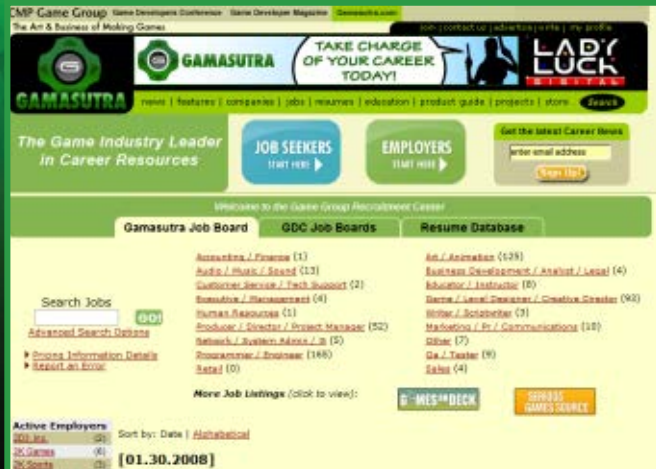 CMP Game Group Game Developers Conference Game Developer Magazine Gamasutra.com
The Art & Business of Making Games
join | contact us | advertise | write | my profile
GAMASUTRA
GAMASUTRA
TAKE CHARGE
OF YOUR CAREER
TODAY!
LADY
LUCK
DIGITAL
news | features | companies | jobs | resumes | education | product guide | projects | store
Search
The Game Industry Leader
in Career Resources
JOB SEEKERS
START HERE
EMPLOYERS
START HERE
Get the latest Career News
enter email address
Sign Up!
Welcome to the Game Group Recruitment Center
Gamasutra Job Board
GDC Job Boards
Resume Database
Search Jobs
GO!
Advanced Search Options
Pricing Information Details
Report an Error
Accounting / Finance (1)
Audio / Music / Sound (13)
Customer Service / Tech Support (2)
Executive / Management (4)
Human Resources (1)
Producer / Director / Project Manager (52)
Network / System Admin / (5)
Programmer / Engineer (165)
Retail (0)
Art / Animation (125)
Business Development / Analyst / Legal (4)
Educator / Instructor (8)
Game / Level Designer / Creative Director (93)
Writer / Scriptwriter (3)
Marketing / Pr / Communications (10)
Other (7)
Qa / Tester (9)
Sales (4)
More Job Listings (click to view):
GAMES ON DECK
SERIOUS
GAMES SOURCE
Active Employers
2K Games (6)
2K Sports (3)
Sort by: Date | Alphabetical
[01.30.2008]